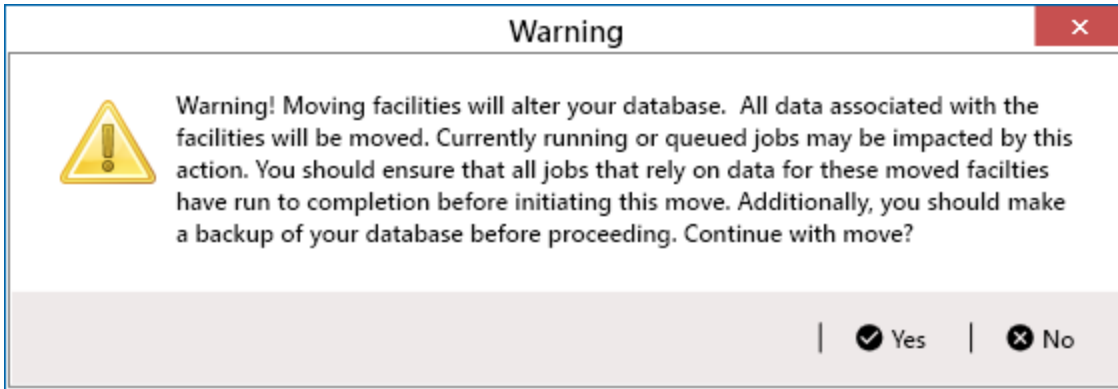 Warning
Warning! Moving facilities will alter your database.  All data associated with the
facilities will be moved. Currently running or queued jobs may be impacted by this
action. You should ensure that all jobs that rely on data for these moved facilties
have run to completion before initiating this move. Additionally, you should make
a backup of your database before proceeding. Continue with move?
Yes | No